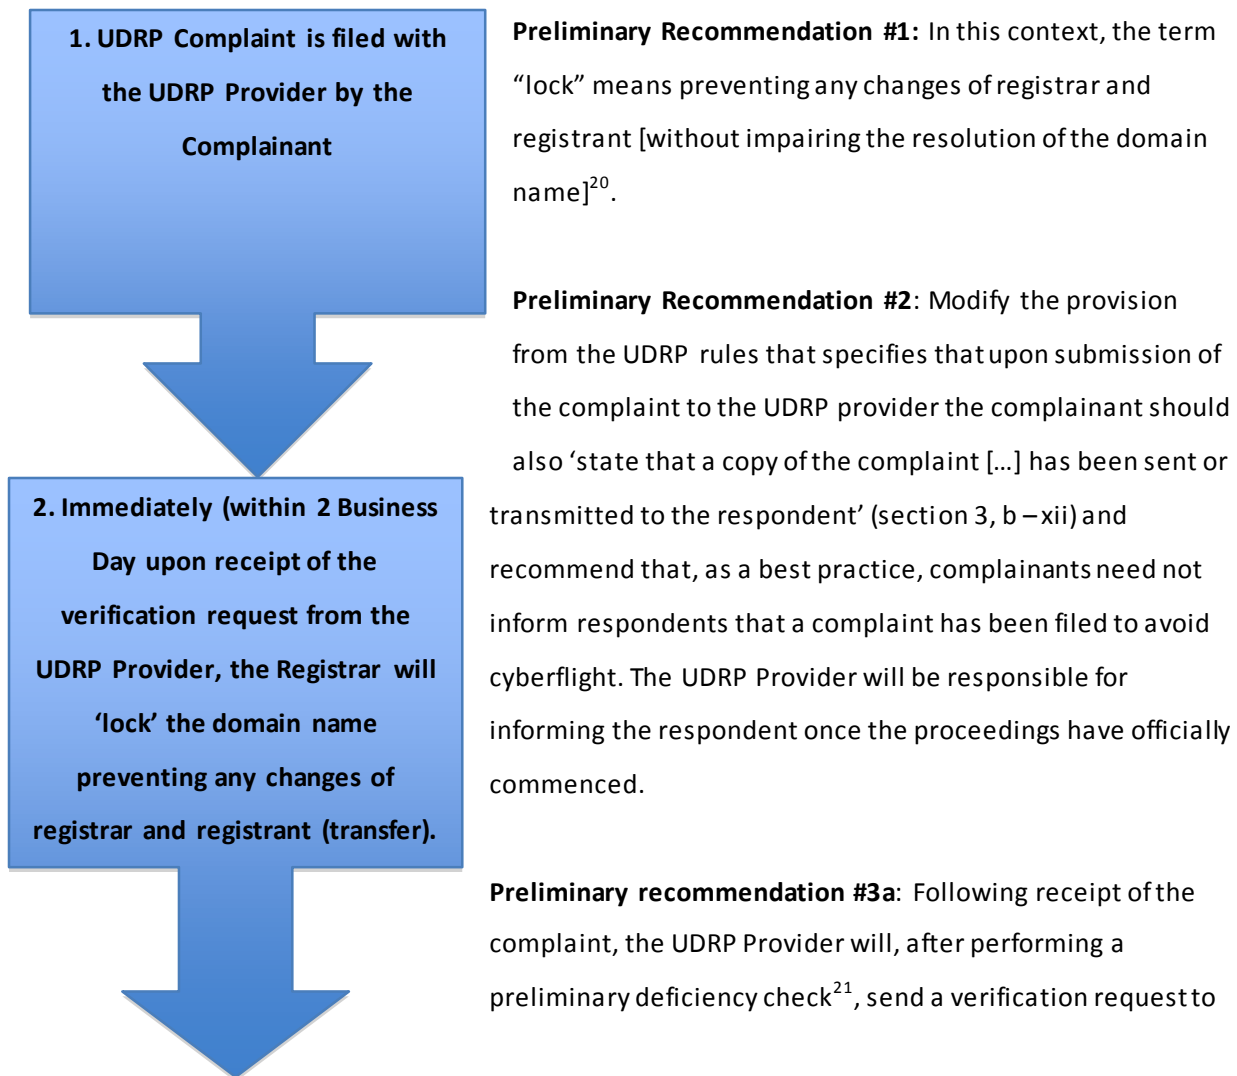 1. UDRP Complaint is filed with
the UDRP Provider by the
Complainant
Preliminary Recommendation #1: In this context, the term
“lock” means preventing any changes of registrar and
registrant [without impairing the resolution of the domain
name]20.
Preliminary Recommendation #2: Modify the provision
from the UDRP rules that specifies that upon submission of
the complaint to the UDRP provider the complainant should
also ‘state that a copy of the complaint […] has been sent or
transmitted to the respondent’ (section 3, b – xii) and
recommend that, as a best practice, complainants need not
inform respondents that a complaint has been filed to avoid
cyberflight. The UDRP Provider will be responsible for
informing the respondent once the proceedings have officially
commenced.
2. Immediately (within 2 Business
Day upon receipt of the
verification request from the
UDRP Provider, the Registrar will
‘lock’ the domain name
preventing any changes of
registrar and registrant (transfer).
Preliminary recommendation #3a: Following receipt of the
complaint, the UDRP Provider will, after performing a
preliminary deficiency check21, send a verification request to